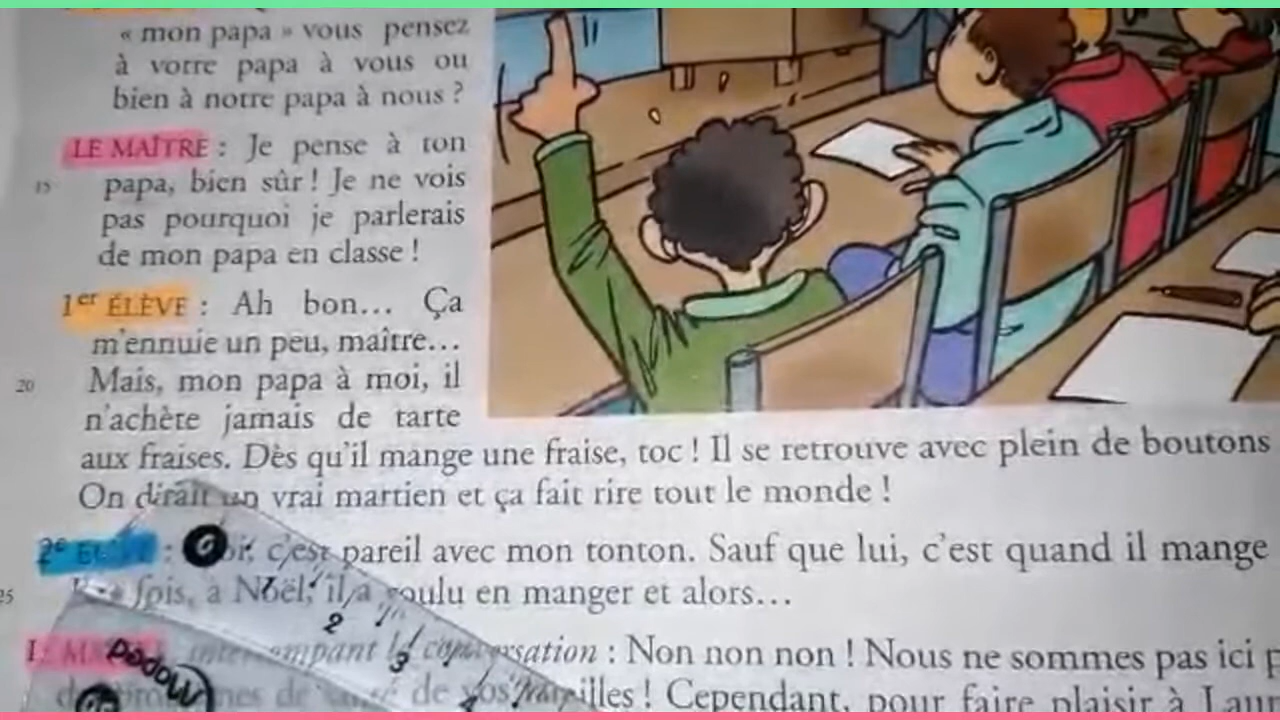 « mon papa » vous pensez
à votre papa à vous ou
bien à notre papa à nous ?
LE MAÎTRE : Je pense à ton
15 papa, bien sûr ! Je ne vois
pas pourquoi je parlerais
de mon papa en classe !
1er ÉLÈVE : Ah bon... Ça
m'ennuie un peu, maître...
20 Mais, mon papa à moi, il
n'achète jamais de tarte
aux fraises. Dès qu'il mange une fraise, toc ! Il se retrouve avec plein de boutons
On dirait un vrai martien et ça fait rire tout le monde !
2e : c'est pareil avec mon tonton. Sauf que lui, c'est quand il mange
25 fois, à Noël, il a voulu en manger et alors...
conversation : Non non non ! Nous ne sommes pas ici
de de vos familles ! Cependant, pour faire plaisir à
2
3